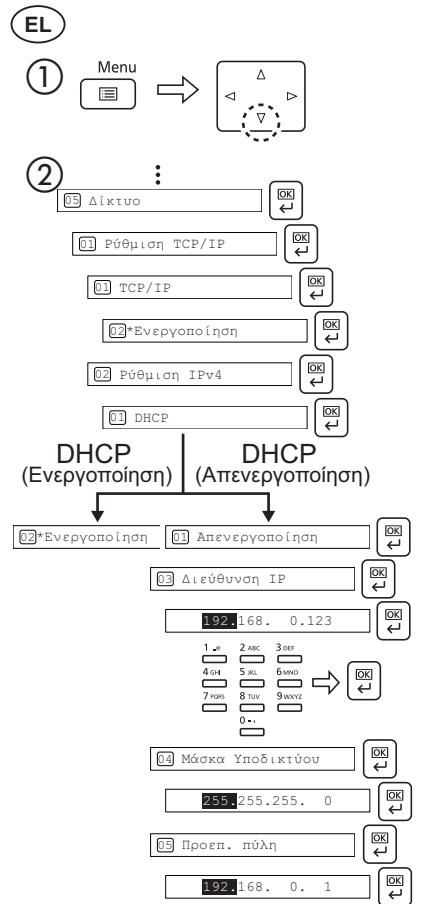 EL
1 Menu
2
05 Δίκτυο OK
01 Ρύθμιση TCP/IP OK
01 TCP/IP OK
02*Ενεργοποίηση OK
02 Ρύθμιση IPv4 OK
01 DHCP OK
DHCP DHCP
(Ενεργοποίηση) (Απενεργοποίηση)
02*Ενεργοποίηση 01 Απενεργοποίηση OK
03 Διεύθυνση IP OK
192.168. 0.123
1 .@ 2 ABC 3 DEF
4 GHI 5 JKL 6 MNO OK
7 PQRS 8 TUV 9 WXYZ
0 - ,
04 Μάσκα Υποδικτύου OK
255.255.255. 0 OK
05 Προεπ. πύλη OK
192.168. 0. 1 OK